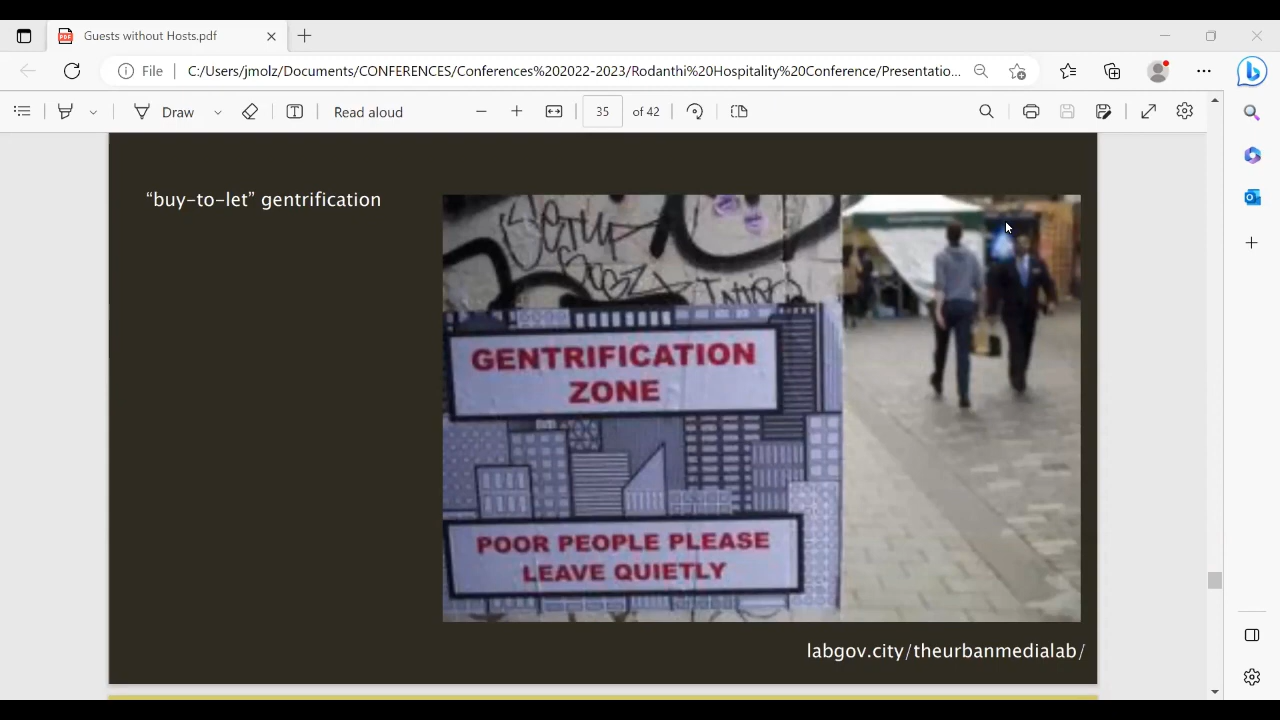 Guests without Hosts.pdf
File
C:/Users/jmolz/Documents/CONFERENCES/Conferences%202022-2023/Rodanthi%20Hospitality%20Conference/Presentatio...
Draw
Read aloud
35
of 42
"buy-to-let" gentrification
GENTRIFICATION
ZONE
POOR PEOPLE PLEASE
LEAVE QUIETLY
labgov.city/theurbanmedialab/